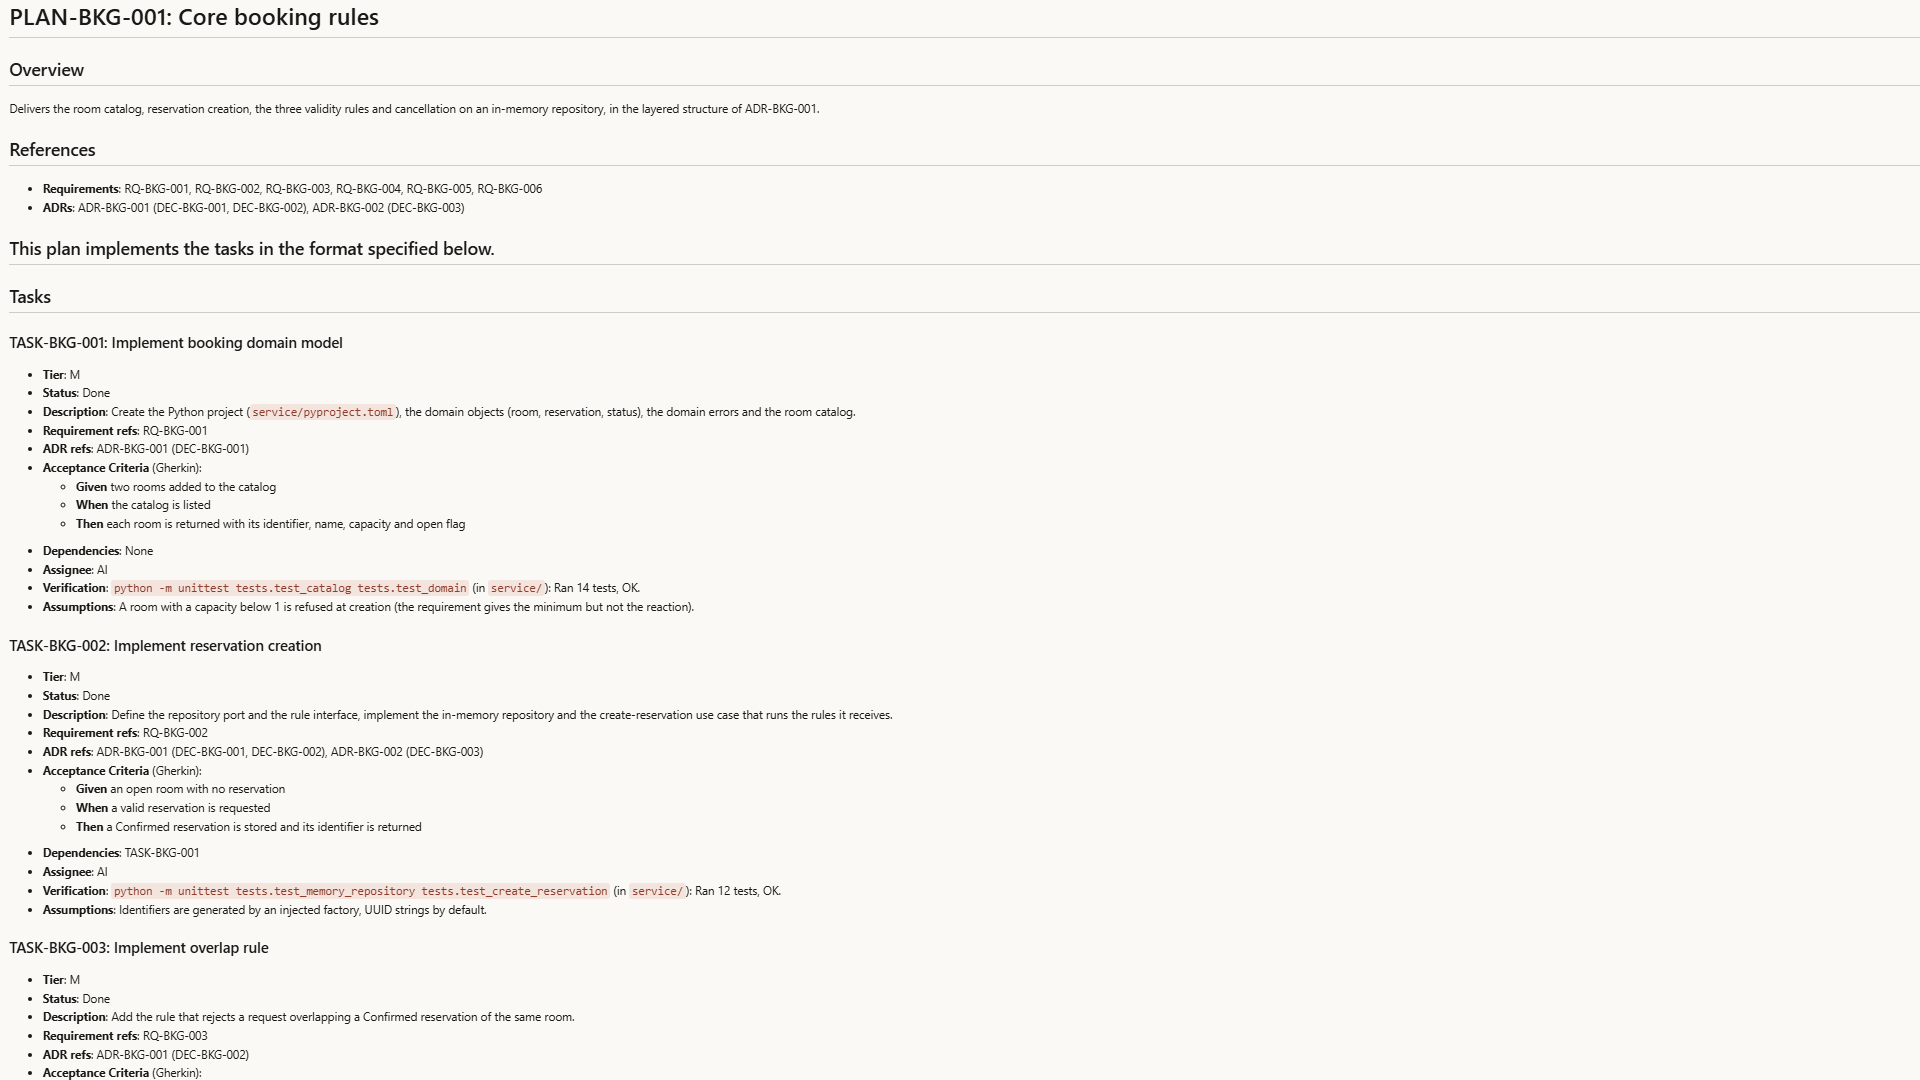 PLAN-BKG-001: Core booking rules
Overview
Delivers the room catalog, reservation creation, the three validity rules and cancellation on an in-memory repository, in the layered structure of ADR-BKG-001.
References
Requirements: RQ-BKG-001, RQ-BKG-002, RQ-BKG-003, RQ-BKG-004, RQ-BKG-005, RQ-BKG-006
ADRs: ADR-BKG-001 (DEC-BKG-001, DEC-BKG-002), ADR-BKG-002 (DEC-BKG-003)
This plan implements the tasks in the format specified below.
Tasks
TASK-BKG-001: Implement booking domain model
Tier: M
Status: Done
Description: Create the Python project (service/pyproject.toml), the domain objects (room, reservation, status), the domain errors and the room catalog.
Requirement refs: RQ-BKG-001
ADR refs: ADR-BKG-001 (DEC-BKG-001)
Acceptance Criteria (Gherkin):
Given two rooms added to the catalog
When the catalog is listed
Then each room is returned with its identifier, name, capacity and open flag
Dependencies: None
Assignee: AI
Verification: python -m unittest tests.test_catalog tests.test_domain (in service/): Ran 14 tests, OK.
Assumptions: A room with a capacity below 1 is refused at creation (the requirement gives the minimum but not the reaction).
TASK-BKG-002: Implement reservation creation
Tier: M
Status: Done
Description: Define the repository port and the rule interface, implement the in-memory repository and the create-reservation use case that runs the rules it receives.
Requirement refs: RQ-BKG-002
ADR refs: ADR-BKG-001 (DEC-BKG-001, DEC-BKG-002), ADR-BKG-002 (DEC-BKG-003)
Acceptance Criteria (Gherkin):
Given an open room with no reservation
When a valid reservation is requested
Then a Confirmed reservation is stored and its identifier is returned
Dependencies: TASK-BKG-001
Assignee: AI
Verification: python -m unittest tests.test_memory_repository tests.test_create_reservation (in service/): Ran 12 tests, OK.
Assumptions: Identifiers are generated by an injected factory, UUID strings by default.
TASK-BKG-003: Implement overlap rule
Tier: M
Status: Done
Description: Add the rule that rejects a request overlapping a Confirmed reservation of the same room.
Requirement refs: RQ-BKG-003
ADR refs: ADR-BKG-001 (DEC-BKG-002)
Acceptance Criteria (Gherkin):